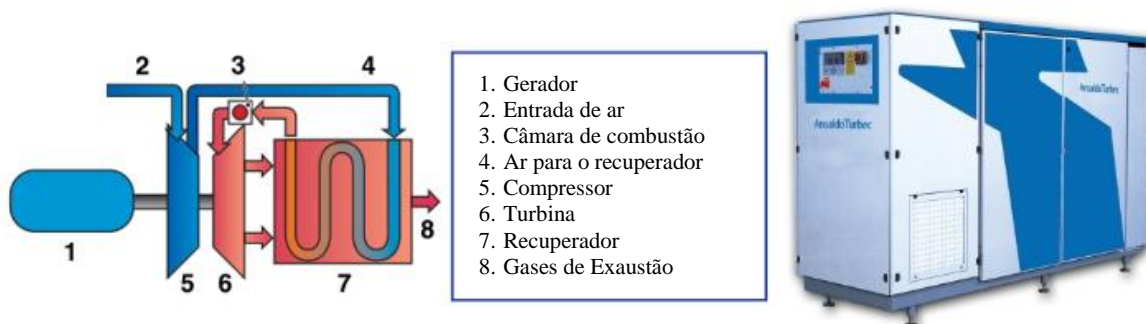 2
3
4
1
5
6
7
8
1. Gerador
2. Entrada de ar
3. Câmara de combustão
4. Ar para o recuperador
5. Compressor
6. Turbina
7. Recuperador
8. Gases de Exaustão
AnsaldoTurbec
AnsaldoTurbec